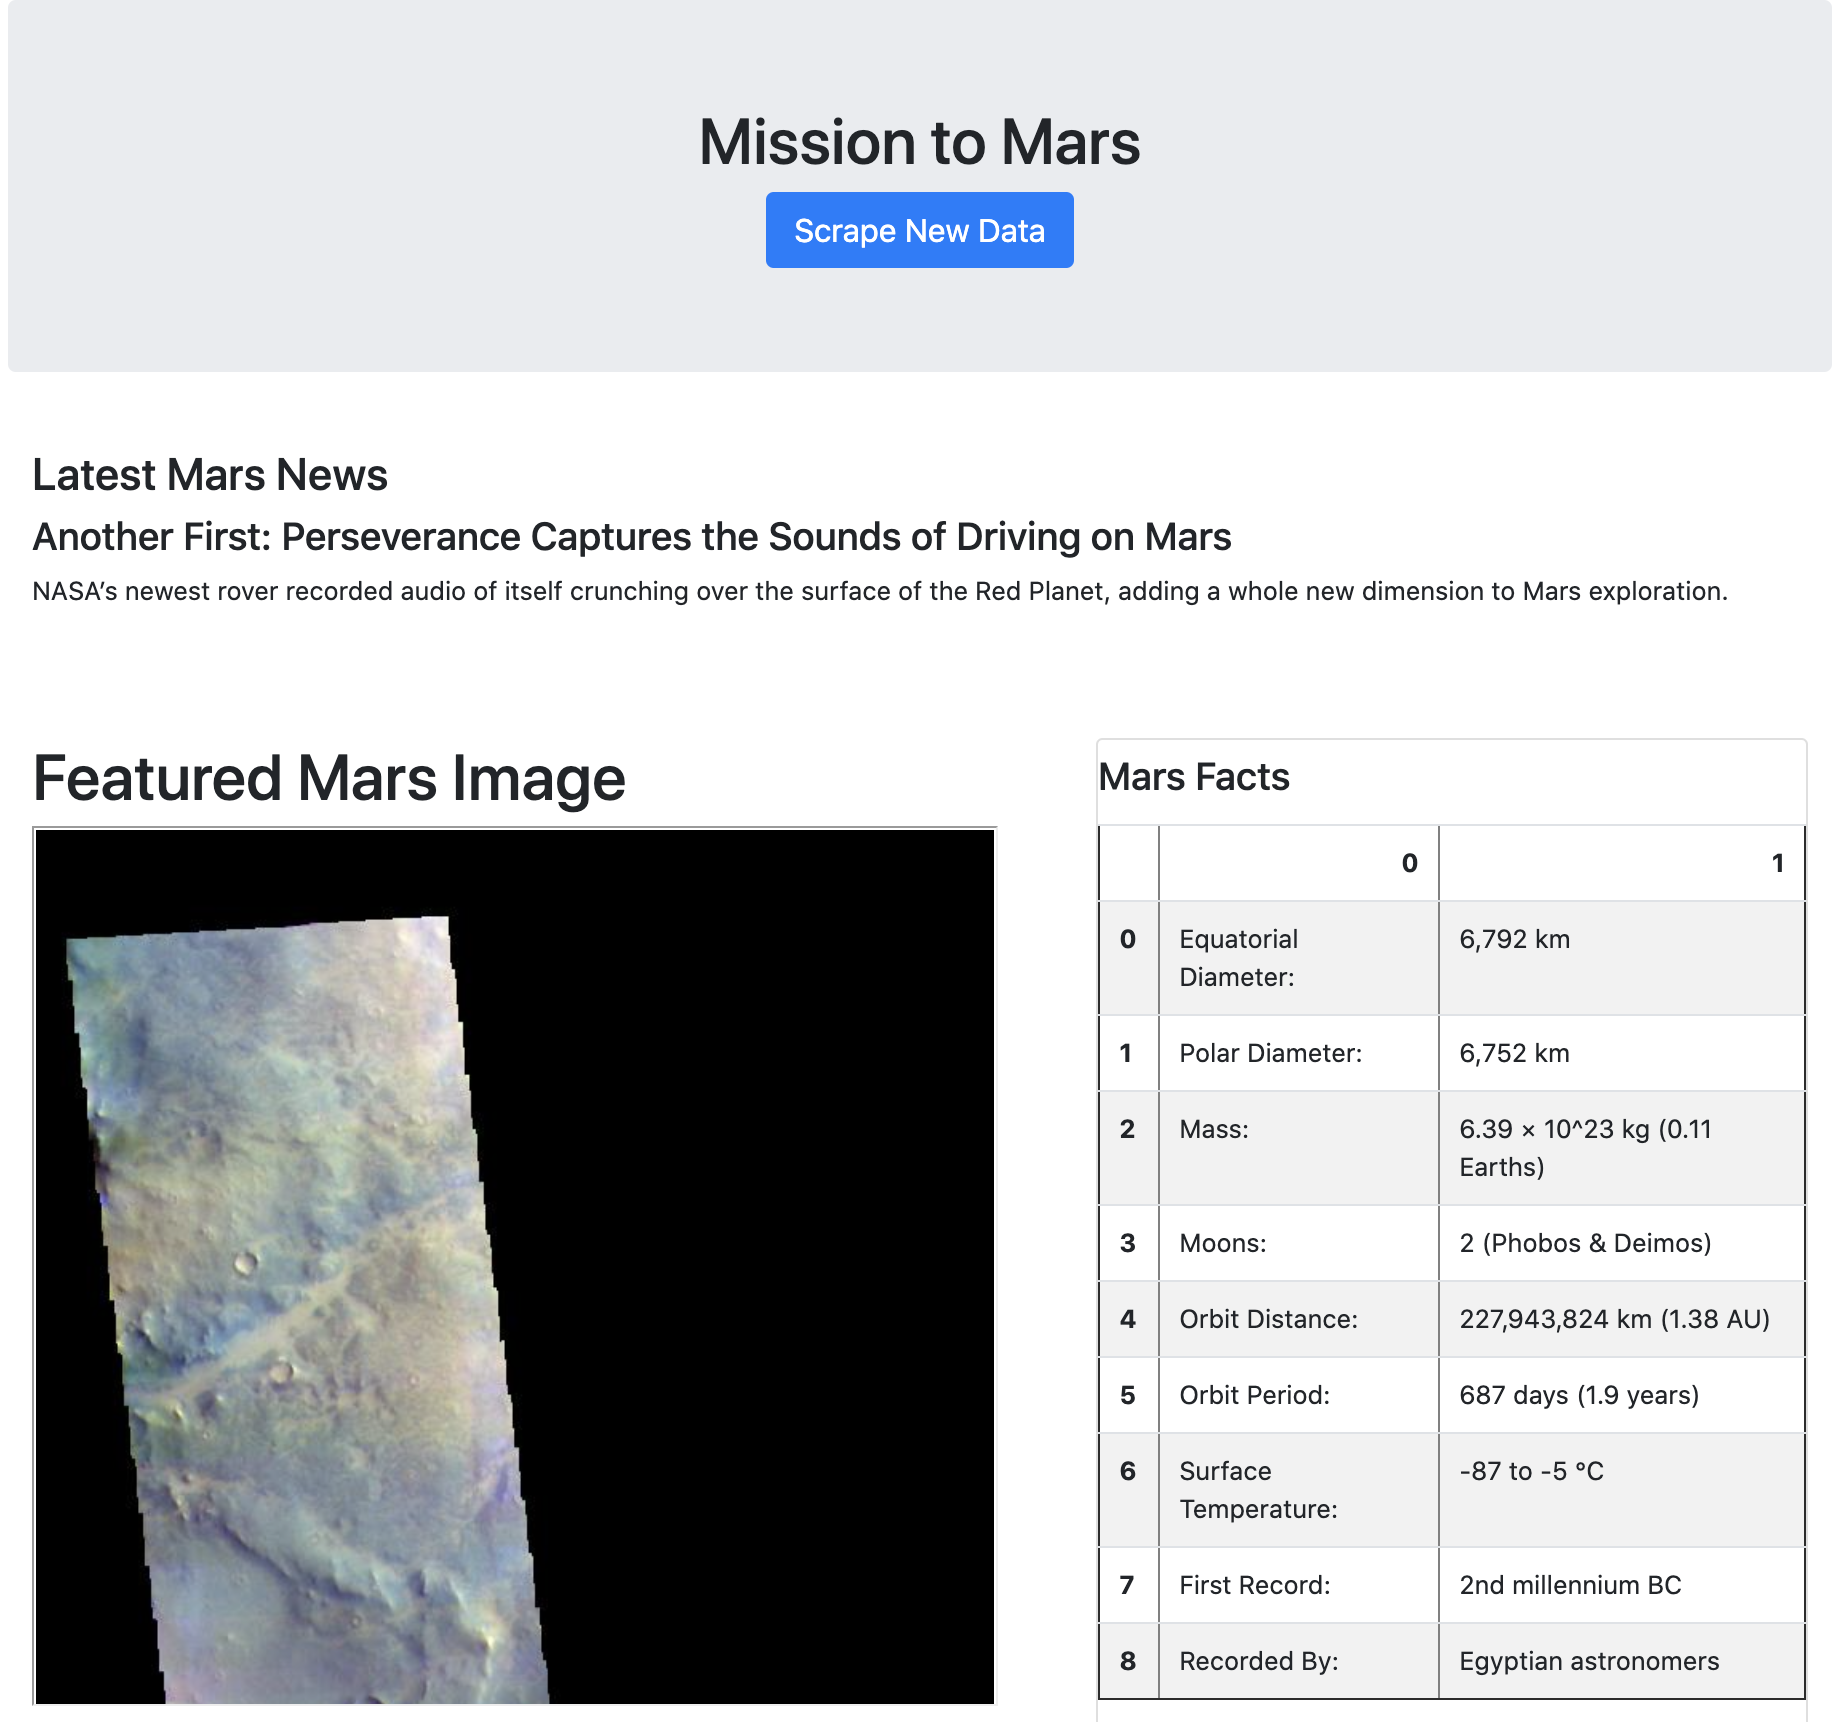 Mission to Mars
Scrape New Data
Latest Mars News
Another First: Perseverance Captures the Sounds of Driving on Mars
NASA’s newest rover recorded audio of itself crunching over the surface of the Red Planet, adding a whole new dimension to Mars exploration.
Featured Mars Image
Mars Facts
0 1
0 Equatorial 6,792 km
Diameter:
1 Polar Diameter: 6,752 km
2 Mass: 6.39 × 10^23 kg (0.11
Earths)
3 Moons: 2 (Phobos & Deimos)
4 Orbit Distance: 227,943,824 km (1.38 AU)
5 Orbit Period: 687 days (1.9 years)
6 Surface -87 to -5 °C
Temperature:
7 First Record: 2nd millennium BC
8 Recorded By: Egyptian astronomers